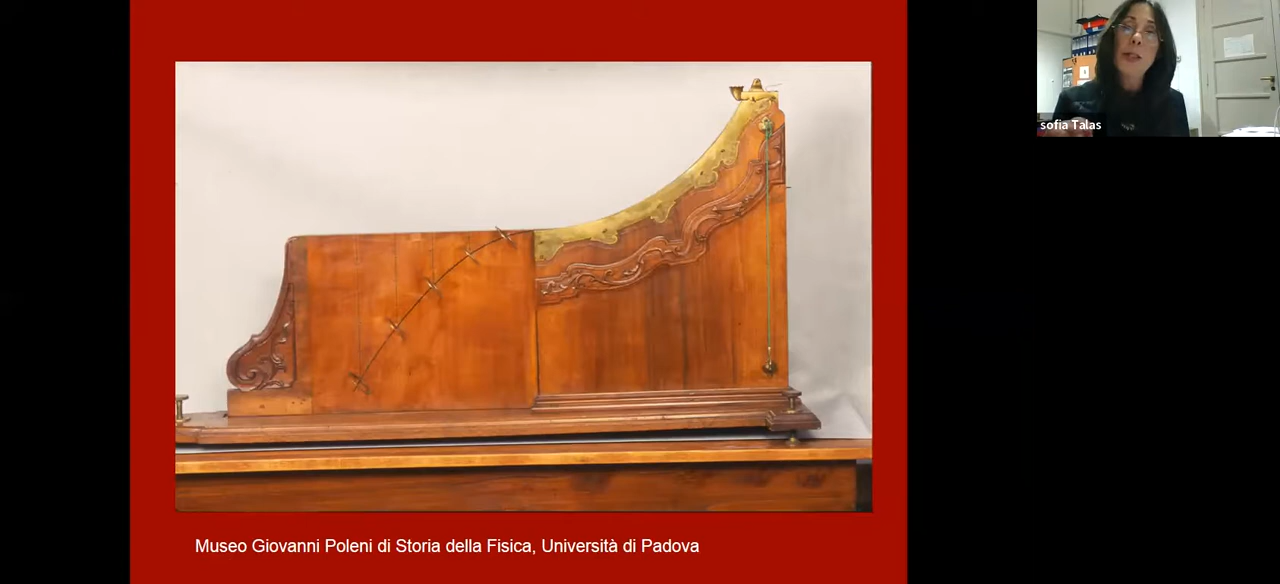 sofia Talas
Museo Giovanni Poleni di Storia della Fisica, Università di Padova